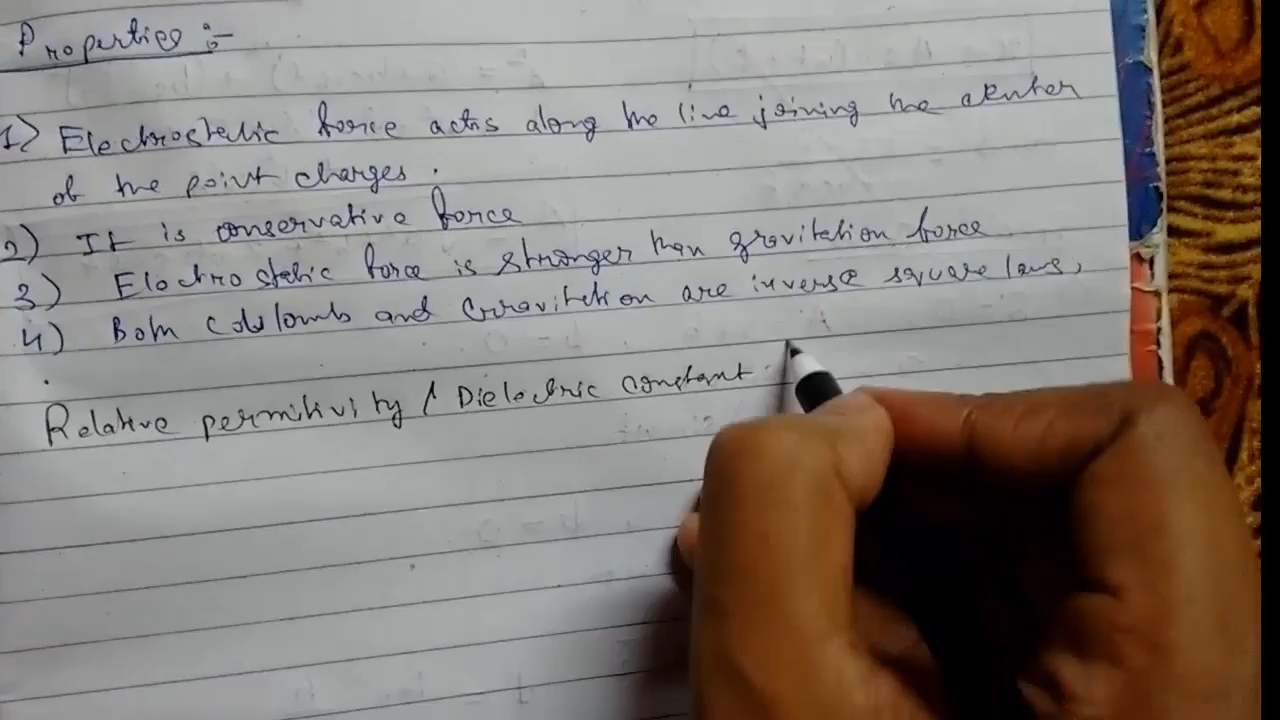 Properties :-
1) Electrostatic force acts along the line joining the center
of the point charges.
2) It is conservative force
3) Electrostatic force is stronger than gravitation force.
4) Both Coloumb and Gravitation are inverse square laws,
Relative permitivity / Dielectric constant